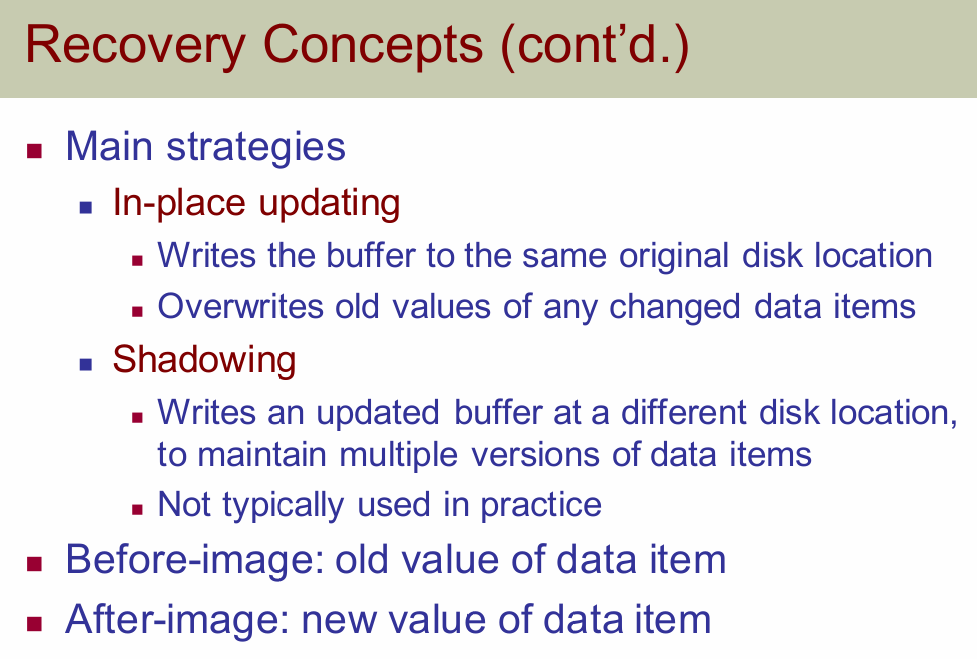 Recovery Concepts (cont’d.)
Main strategies
In-place updating
Writes the buffer to the same original disk location
Overwrites old values of any changed data items
Shadowing
Writes an updated buffer at a different disk location,
to maintain multiple versions of data items
Not typically used in practice
Before-image: old value of data item
After-image: new value of data item